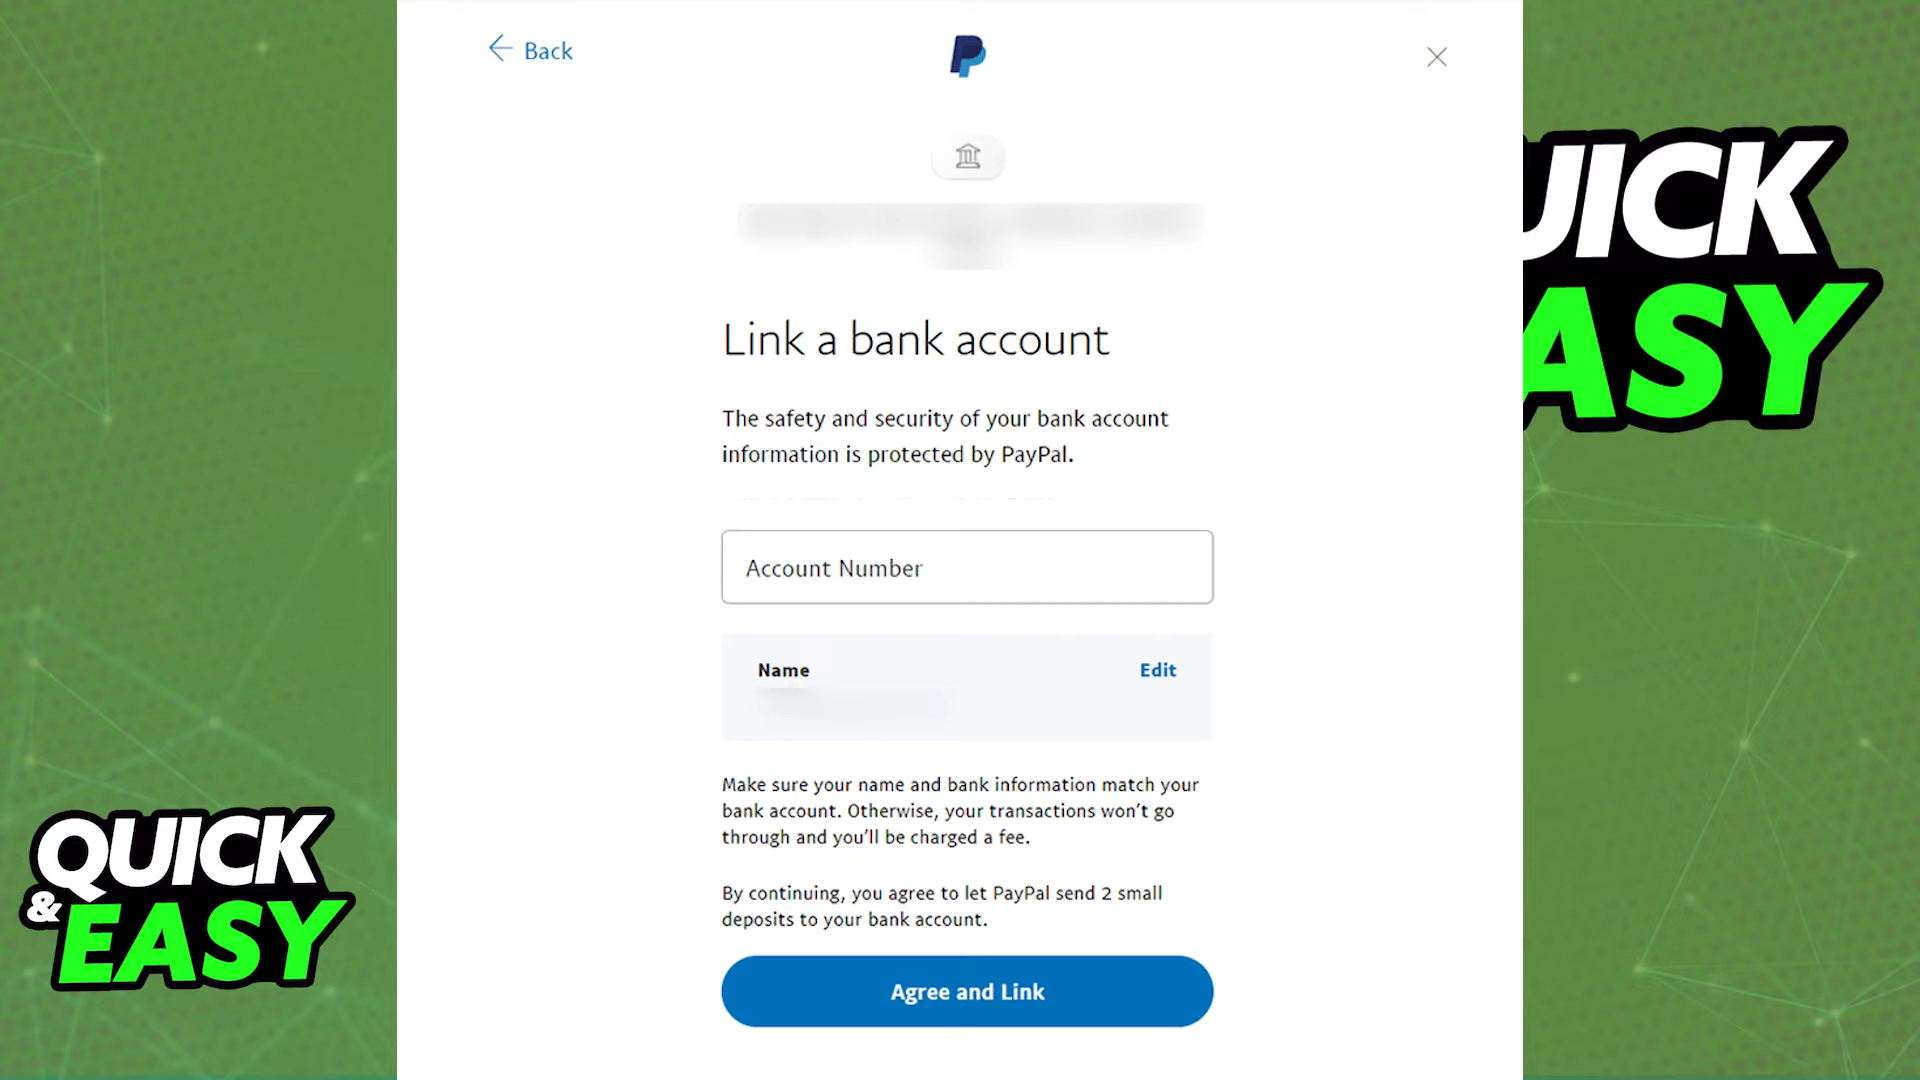 Back
Link a bank account
The safety and security of your bank account
information is protected by PayPal.
Account Number
Name
Edit
Make sure your name and bank information match your
bank account. Otherwise, your transactions won't go
through and you'll be charged a fee.
By continuing, you agree to let PayPal send 2 small
deposits to your bank account.
Agree and Link
QUICK
&
EASY
UICK
ASY